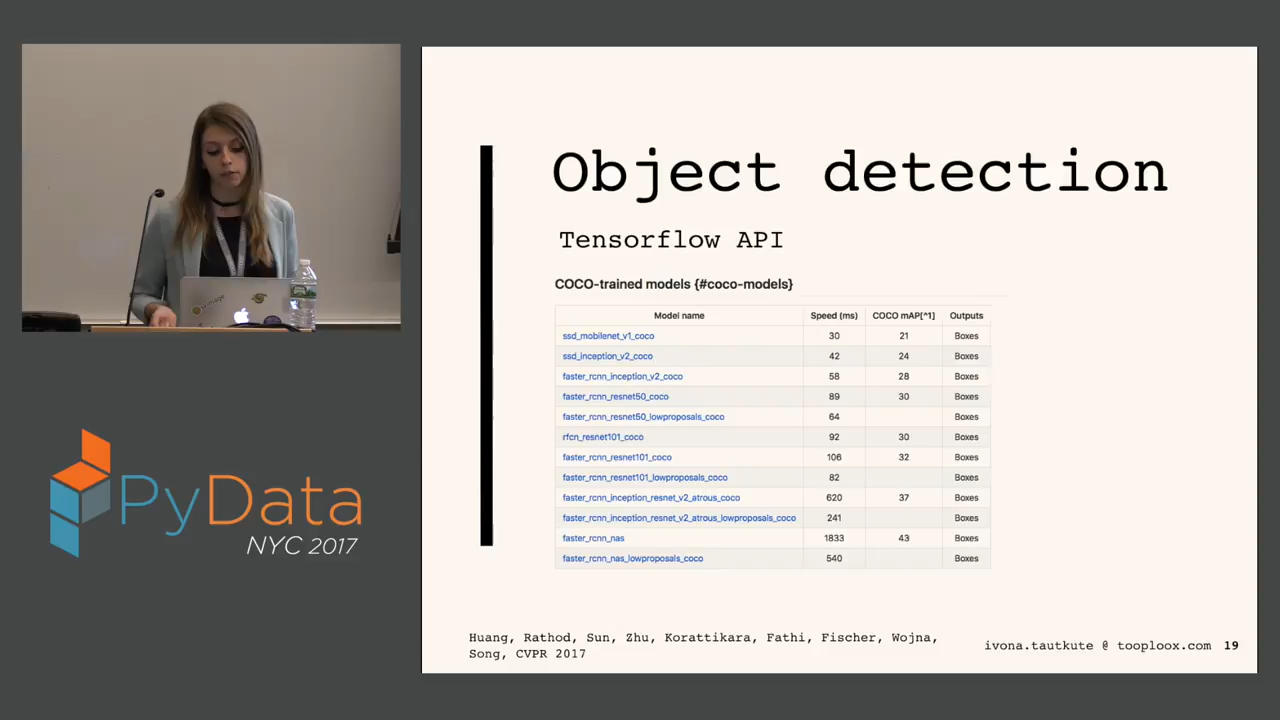 Object detection
Tensorflow API
COCO-trained models {#coco-models}
Model name Speed (ms) COCO mAP[^1] Outputs
ssd_mobilenet_v1_coco 30 21 Boxes
ssd_inception_v2_coco 42 24 Boxes
faster_rcnn_inception_v2_coco 58 28 Boxes
faster_rcnn_resnet50_coco 89 30 Boxes
faster_rcnn_resnet50_lowproposals_coco 64 Boxes
rfcn_resnet101_coco 92 30 Boxes
faster_rcnn_resnet101_coco 106 32 Boxes
faster_rcnn_resnet101_lowproposals_coco 82 Boxes
faster_rcnn_inception_resnet_v2_atrous_coco 620 37 Boxes
faster_rcnn_inception_resnet_v2_atrous_lowproposals_coco 241 Boxes
faster_rcnn_nas 1833 43 Boxes
faster_rcnn_nas_lowproposals_coco 540 Boxes
Huang, Rathod, Sun, Zhu, Korattikara, Fathi, Fischer, Wojna,
Song, CVPR 2017
ivona.tautkute @ tooploox.com 19
PyData
NYC 2017